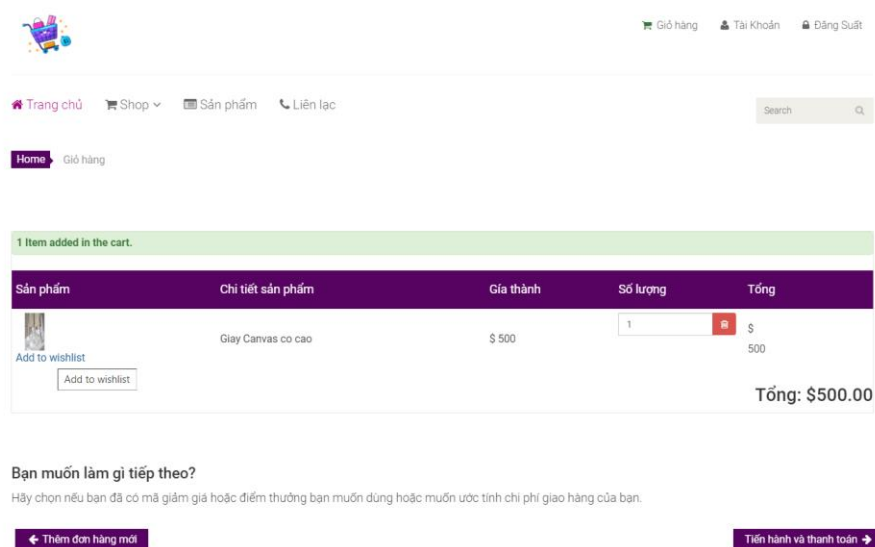 Giỏ hàng Tài Khoản Đăng Suất
Trang chủ Shop Sản phẩm Liên lạc
Search
Home Giỏ hàng
1 Item added in the cart.
Sản phẩm Chi tiết sản phẩm Gía thành Số lượng Tổng
Giay Canvas co cao $ 500 1 $
500
Add to wishlist
Add to wishlist
Tổng: $500.00
Bạn muốn làm gì tiếp theo?
Hãy chọn nếu bạn đã có mã giảm giá hoặc điểm thưởng bạn muốn dùng hoặc muốn ước tính chi phí giao hàng của bạn.
Thêm đơn hàng mới Tiến hành và thanh toán